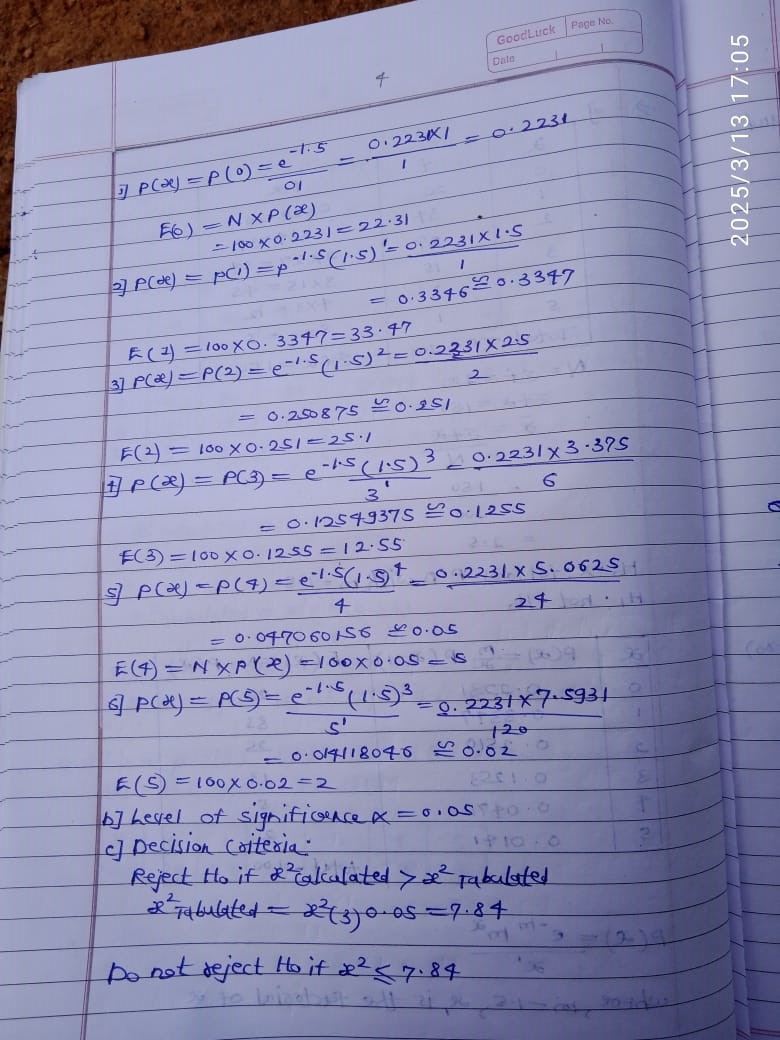 GoodLuck Page No.
Date
4
2025/3/13 17:05
1] P(x) = P(0) = e^-1.5 / 0! = 0.2231×1 / 1 = 0.2231
E(0) = N × P(x)
= 100 × 0.2231 = 22.31
2] P(x) = P(1) = e^-1.5 (1.5)^1 = 0.2231 × 1.5 / 1
= 0.3346 ≌ 0.3347
E(1) = 100 × 0.3347 = 33.47
3] P(x) = P(2) = e^-1.5 (1.5)^2 = 0.2231 × 2.5 / 2
= 0.250875 ≌ 0.251
E(2) = 100 × 0.251 = 25.1
4] P(x) = P(3) = e^-1.5 (1.5)^3 / 3! = 0.2231 × 3.375 / 6
= 0.12549375 ≌ 0.1255
E(3) = 100 × 0.1255 = 12.55
5] P(x) = P(4) = e^-1.5 (1.5)^4 / 4 = 0.2231 × 5.0625 / 24
= 0.047060156 ≌ 0.05
E(4) = N × P(x) = 100 × 0.05 = 5
6] P(x) = P(5) = e^-1.5 (1.5)^3 / 5! = 0.2231 × 7.5931 / 120
= 0.014118046 ≌ 0.02
E(5) = 100 × 0.02 = 2
b] Level of significance α = 0.05
c] Decision Criteria:
Reject Ho if x² calculated > x² Tabulated
x² Tabulated = x²(3) 0.05 = 7.84
Do not reject Ho if x² ≤ 7.84